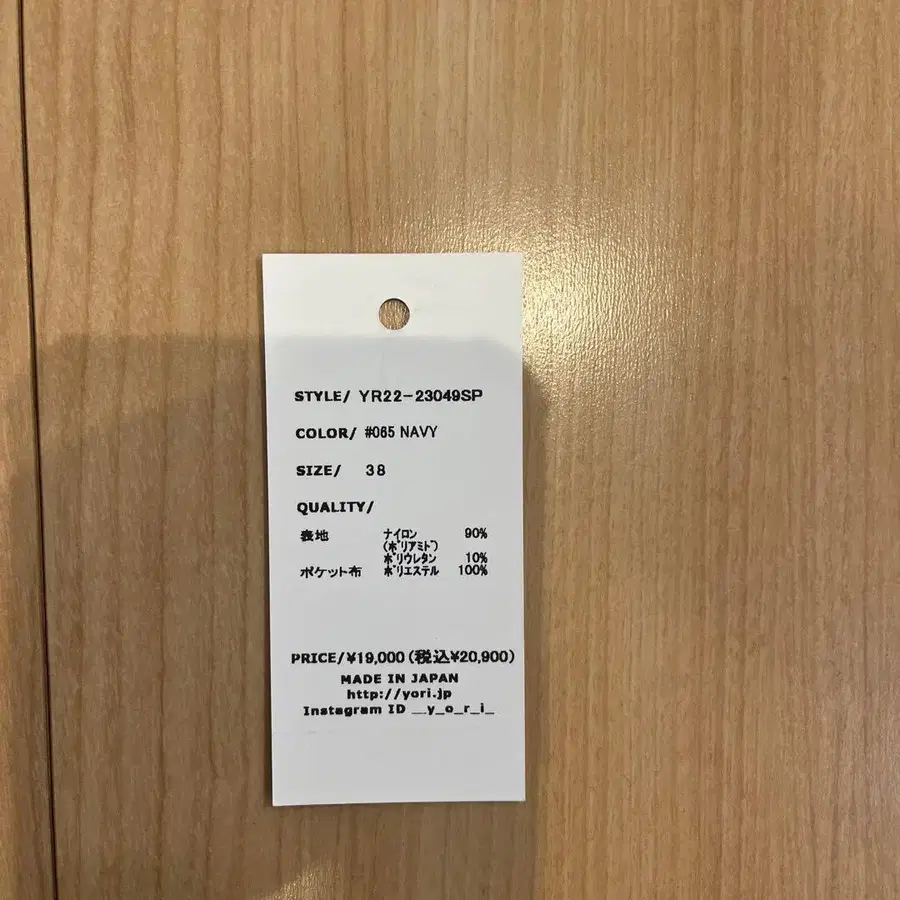 STYLE/ YR22-23049SP
COLOR/ #065 NAVY
SIZE/ 38
QUALITY/
表地 ナイロン 90%
(ﾎﾟﾘｱﾐﾄﾞ)
ﾎﾟﾘウレタン 10%
ポケット布 ﾎﾟﾘエステル 100%
PRICE/¥19,000(税込¥20,900)
MADE IN JAPAN
http://yori.jp
Instagram ID __y_o_r_i_